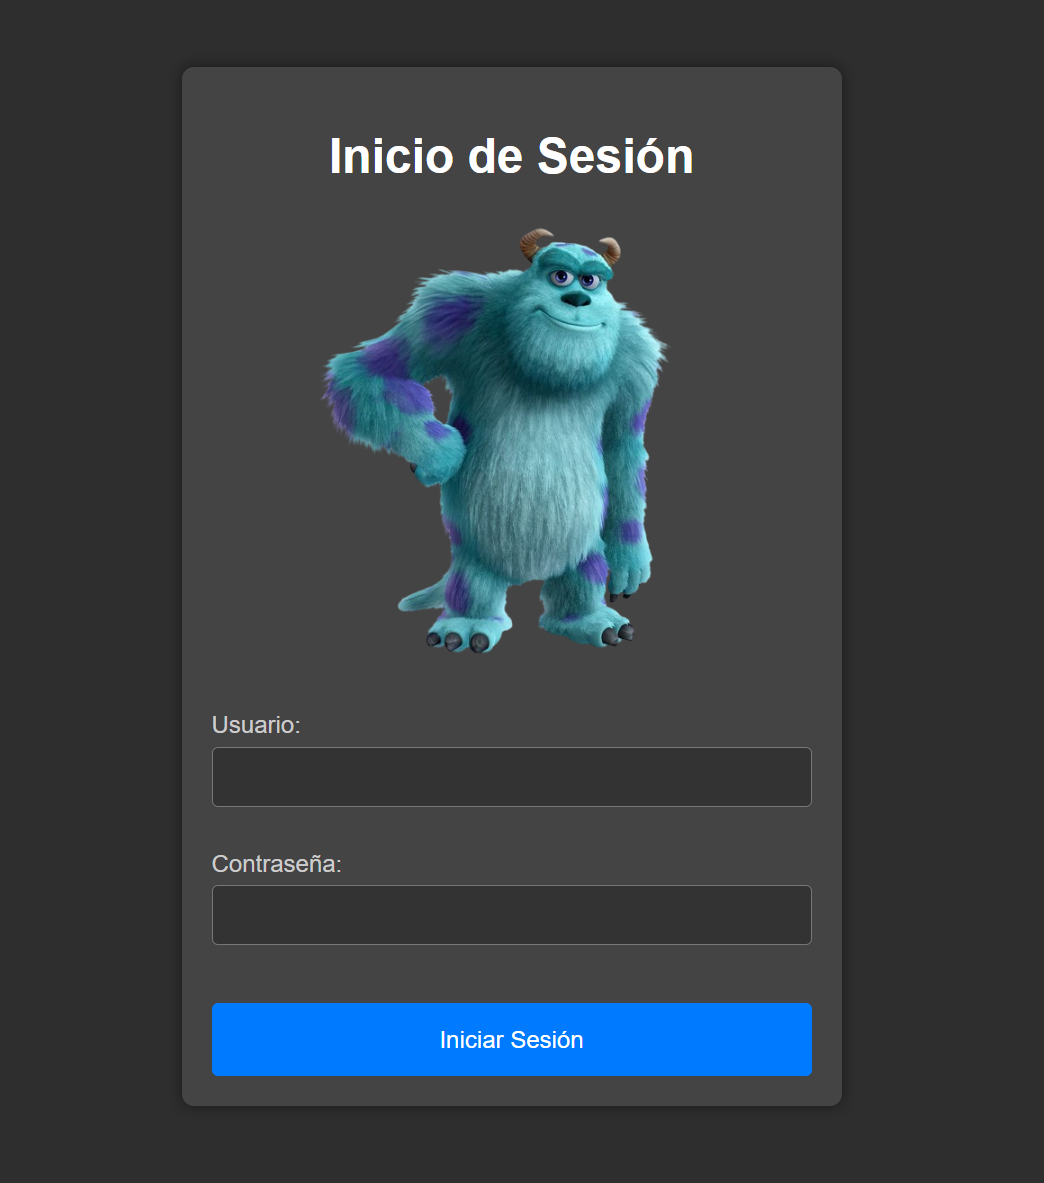 Inicio de Sesión
Usuario:
Contraseña:
Iniciar Sesión